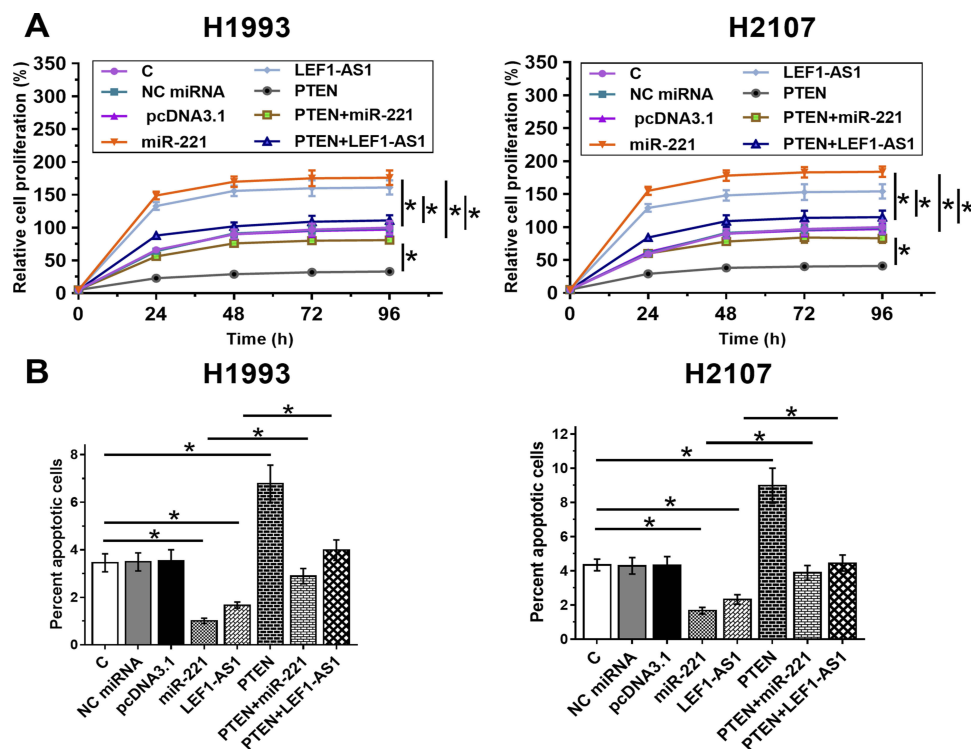 A
H1993
Relative cell proliferation (%)
350
300
250
200
150
100
50
0
C
NC miRNA
pcDNA3.1
miR-221
LEF1-AS1
PTEN
PTEN+miR-221
PTEN+LEF1-AS1
* * * *
*
0 24 48 72 96
Time (h)
H2107
Relative cell proliferation (%)
350
300
250
200
150
100
50
0
C
NC miRNA
pcDNA3.1
miR-221
LEF1-AS1
PTEN
PTEN+miR-221
PTEN+LEF1-AS1
* * * *
*
0 24 48 72 96
Time (h)
B
H1993
Percent apoptotic cells
8
6
4
2
0
*
*
*
*
*
C
NC miRNA
pcDNA3.1
miR-221
LEF1-AS1
PTEN
PTEN+miR-221
PTEN+LEF1-AS1
H2107
Percent apoptotic cells
12
10
8
6
4
2
0
*
*
*
*
*
C
NC miRNA
pcDNA3.1
miR-221
LEF1-AS1
PTEN
PTEN+miR-221
PTEN+LEF1-AS1